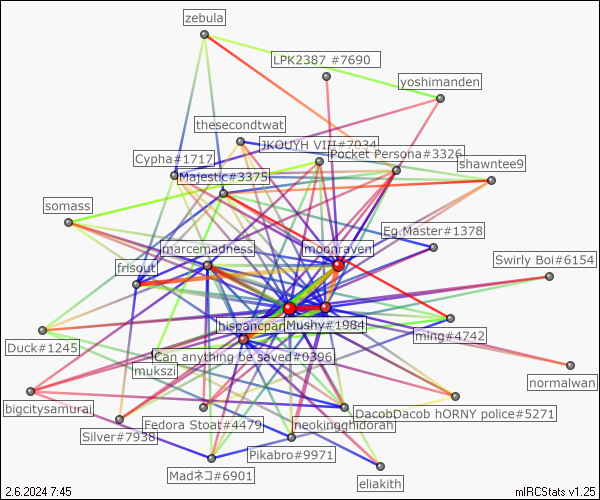 zebula
LPK2387 #7690
yoshimanden
thesecondtwat
JKOUYH VIII#7034
Pocket Persona#3326
Cypha#1717
shawntee9
Majestic#3375
somass
Eg.Master#1378
marcemadness
moonraven
Swirly Boi#6154
frisout
hispancpan
Mushy#1984
ming#4742
Duck#1245
Can anything be saved#0396
mukszi
normalwan
bigcitysamurai
DacobDacob hORNY police#5271
Fedora Stoat#4479
neokingghidorah
Silver#7938
Pikabro#9971
Madネコ#6901
eliakith
2.6.2024 7:45
mIRCStats v1.25